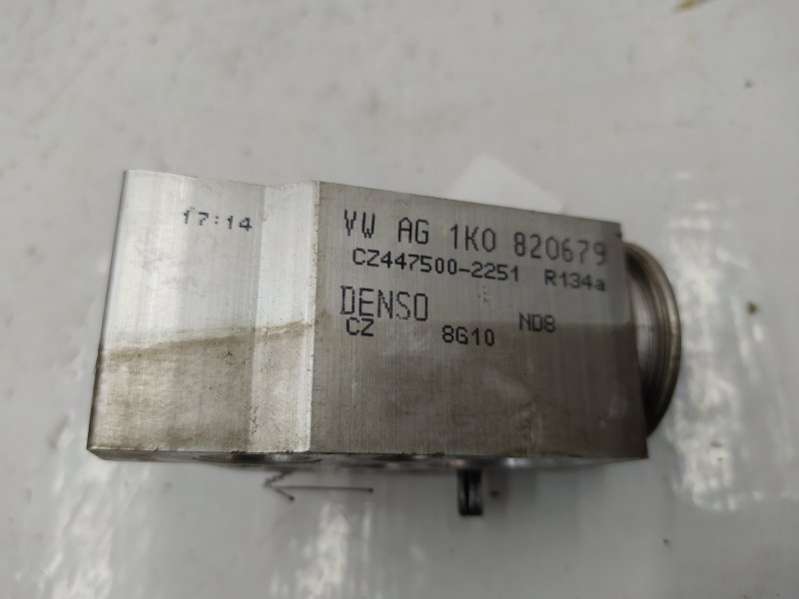 17:14
VW AG 1K0 820679
CZ447500-2251 R134a
DENSO
CZ 8G10 ND8